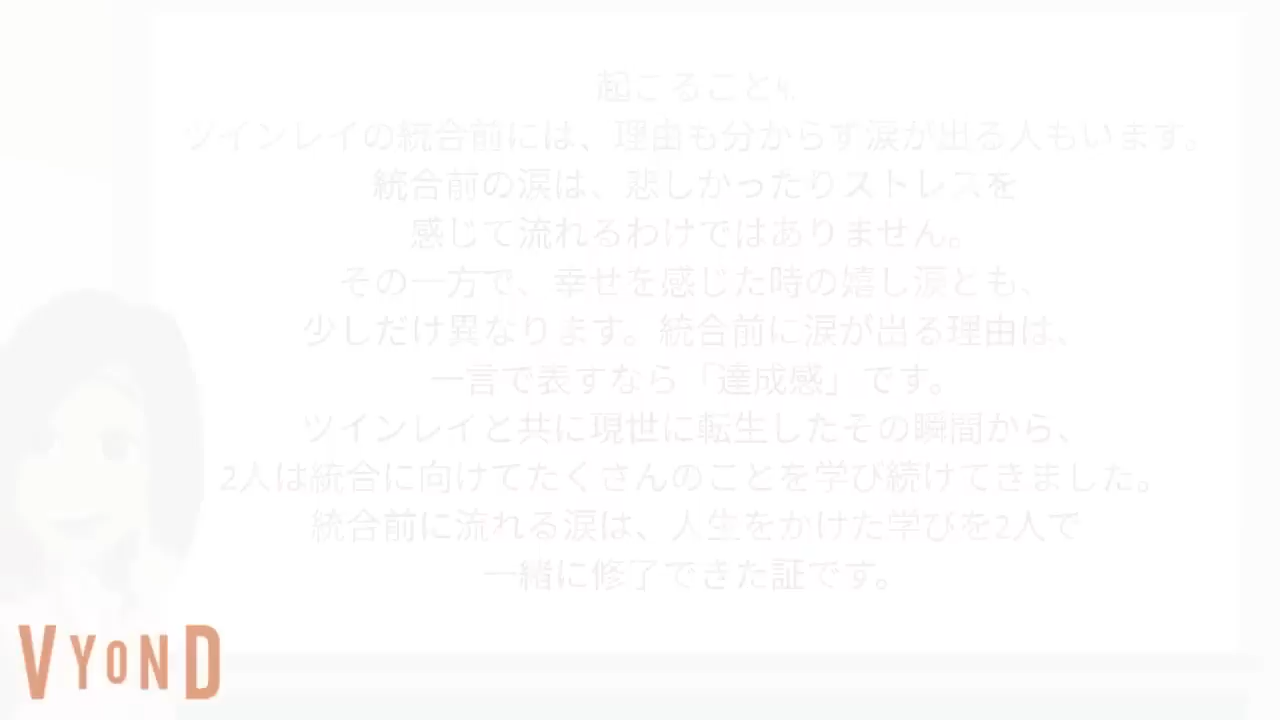 起こること4.
ツインレイの統合前には、理由も分からず涙が出る人もいます。
統合前の涙は、悲しかったりストレスを
感じて流れるわけではありません。
その一方で、幸せを感じた時の嬉し涙とも、
少しだけ異なります。統合前に涙が出る理由は、
一言で表すなら「達成感」です。
ツインレイと共に現世に転生したその瞬間から、
2人は統合に向けてたくさんのことを学び続けてきました。
統合前に流れる涙は、人生をかけた学びを2人で
一緒に修了できた証です。
VYOND